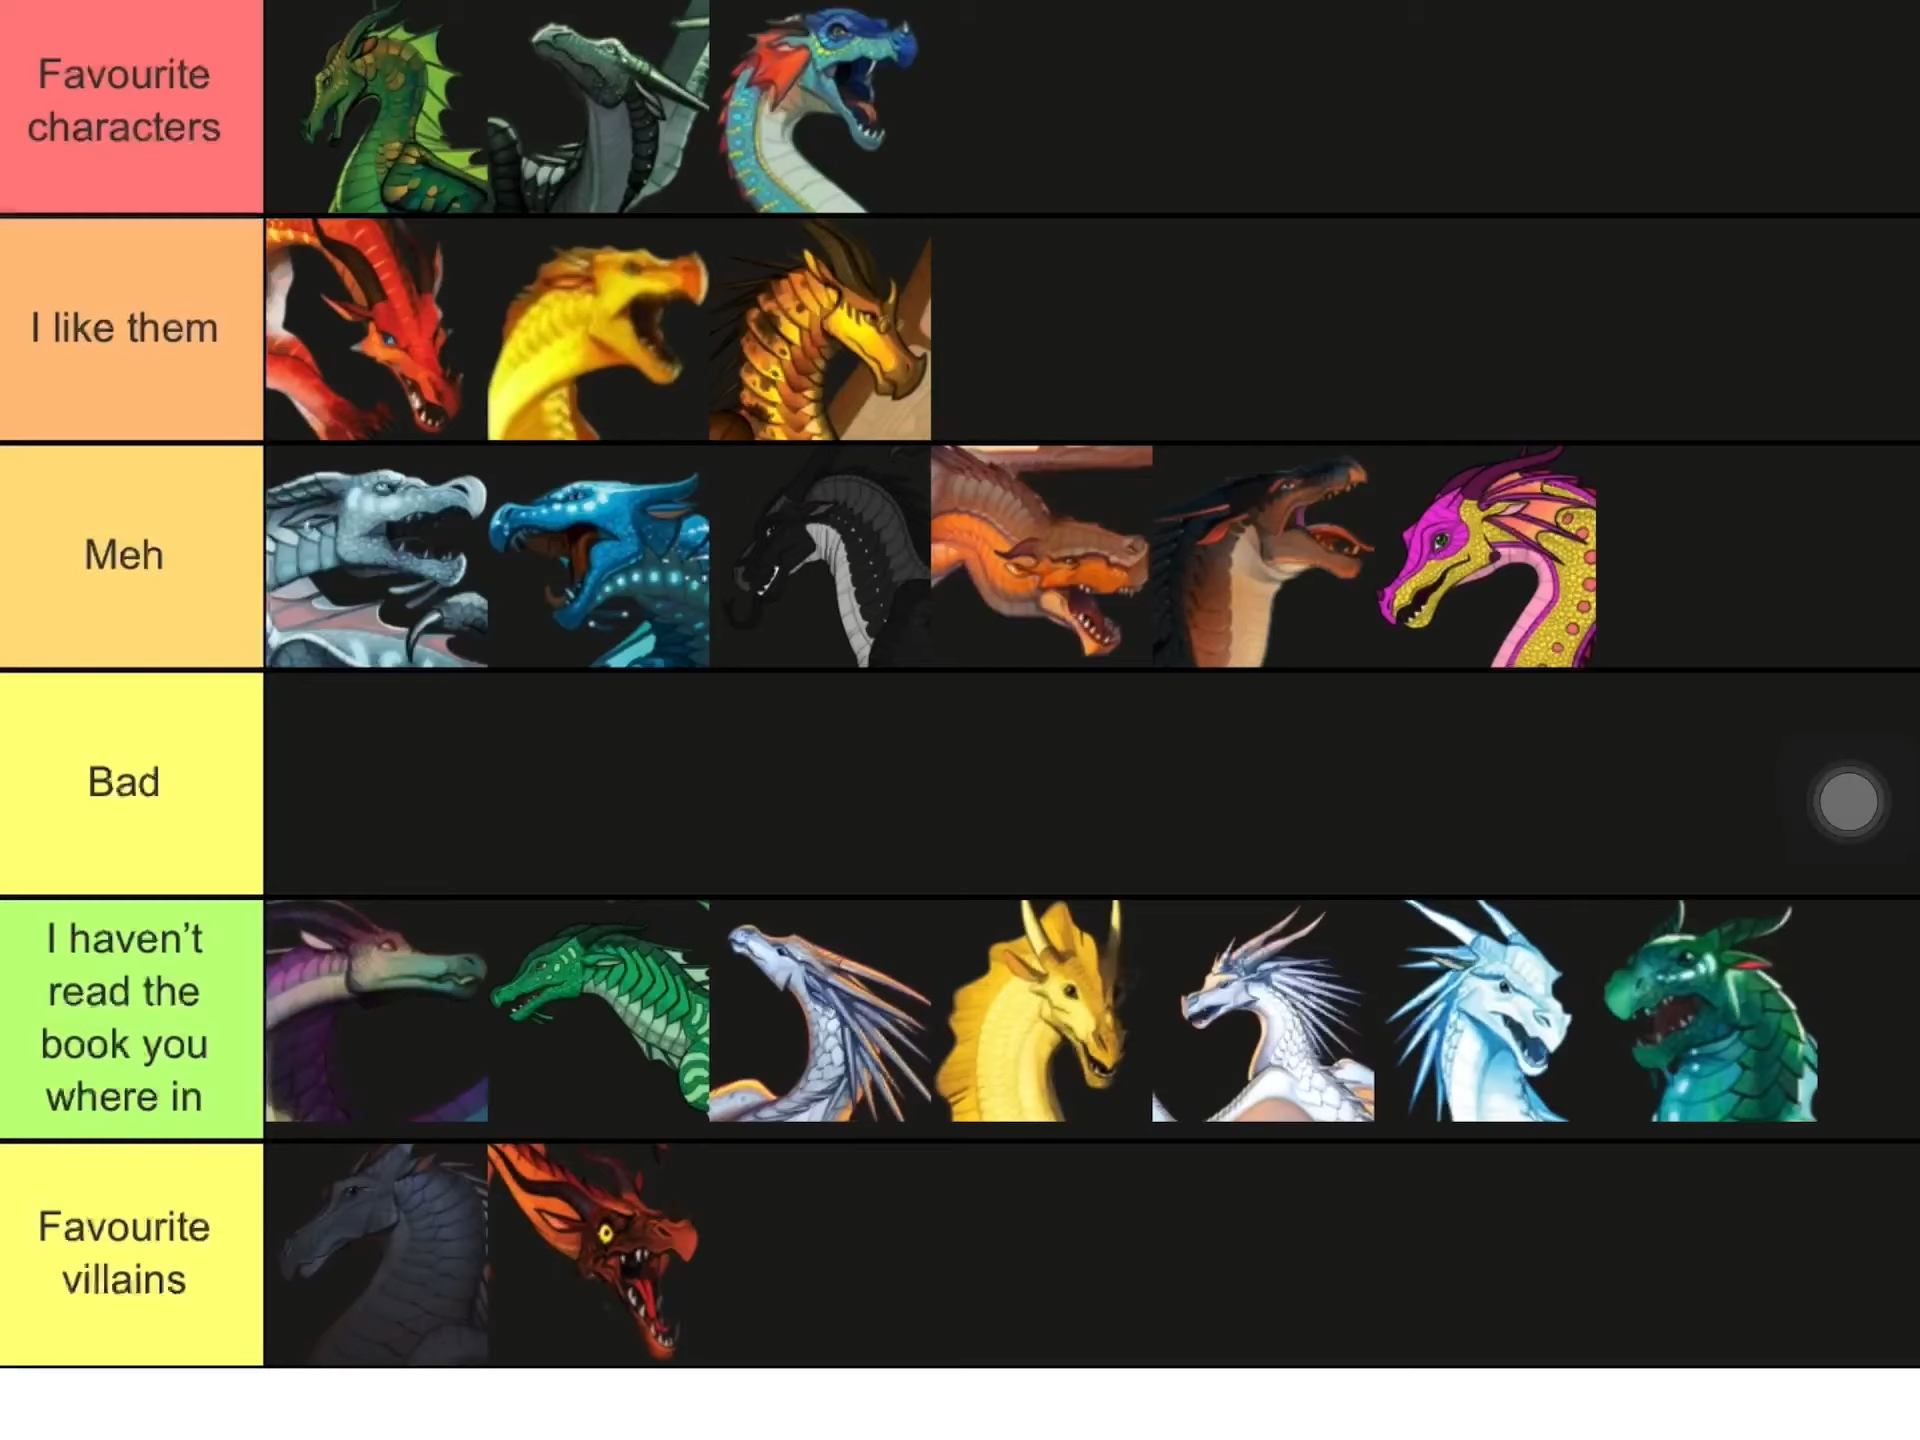 Favourite
characters
I like them
Meh
Bad
I haven’t
read the
book you
where in
Favourite
villains